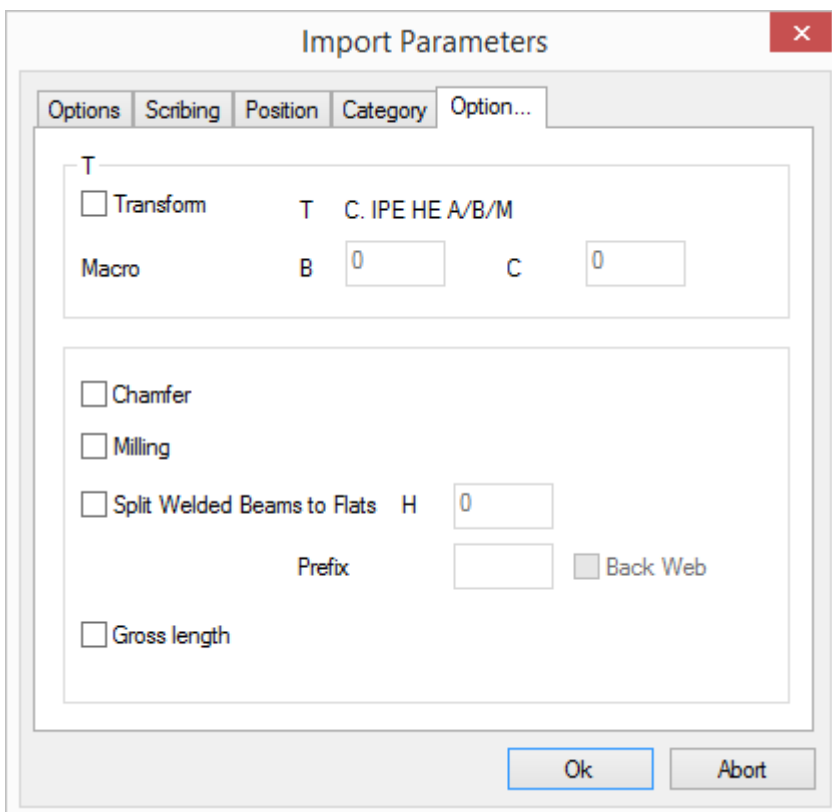 Import Parameters
Options Scribing Position Category Option...
T
Transform T C. IPE HE A/B/M
Macro B 0 C 0
Chamfer
Milling
Split Welded Beams to Flats H 0
Prefix Back Web
Gross length
Ok Abort